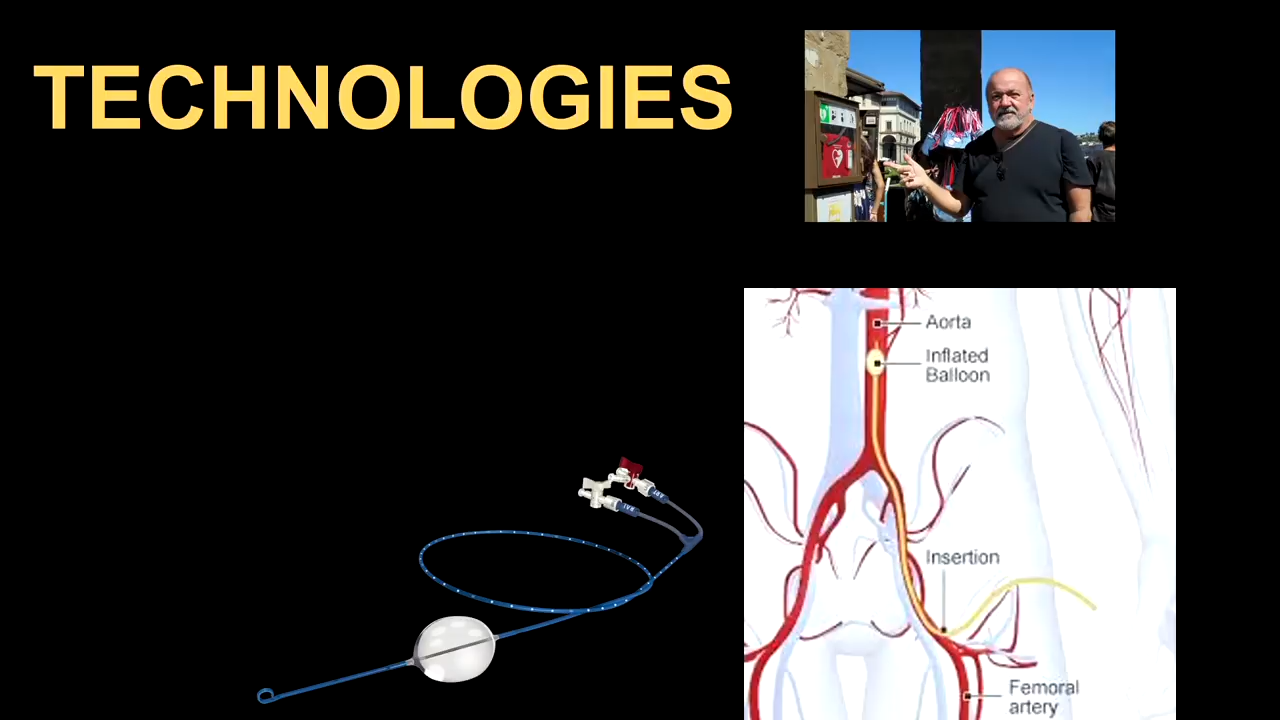 TECHNOLOGIES
Aorta
Inflated
Balloon
Insertion
Femoral
artery